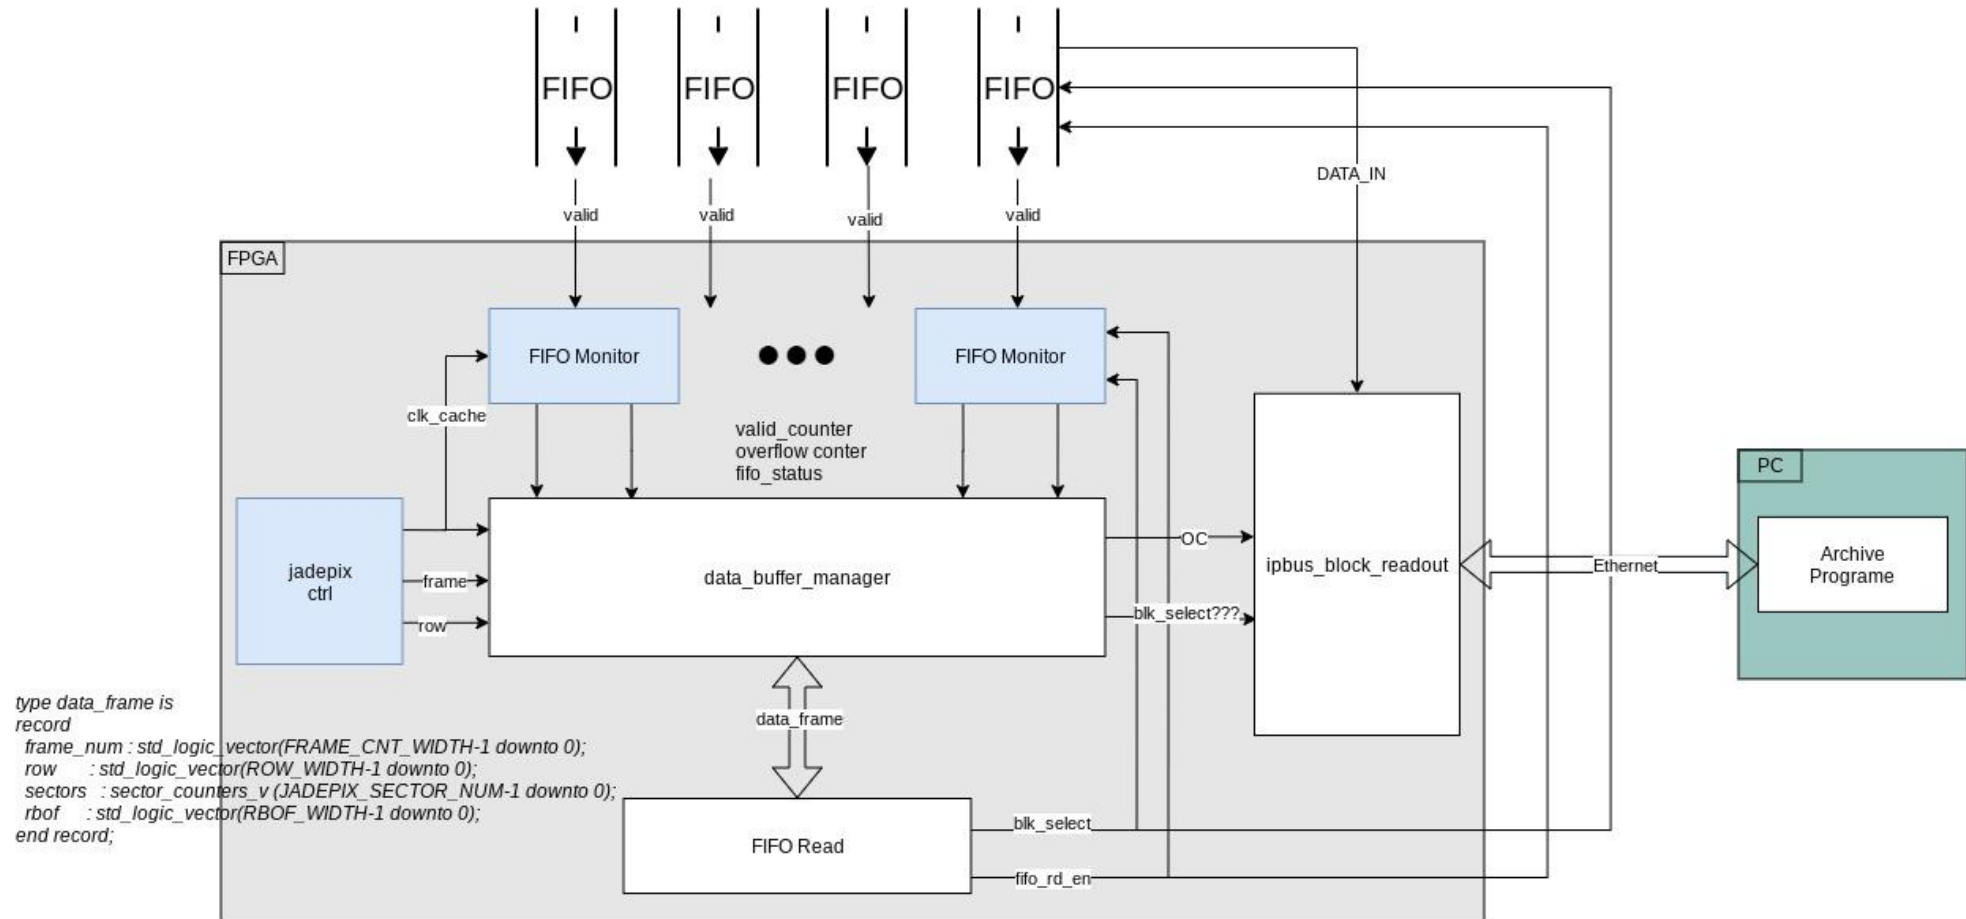 FIFO
FIFO
FIFO
FIFO
DATA_IN
valid
valid
valid
valid
FPGA
FIFO Monitor
FIFO Monitor
clk_cache
valid_counter
overflow conter
fifo_status
PC
jadepix
ctrl
frame
row
data_buffer_manager
OC
blk_select???
ipbus_block_readout
Ethernet
Archive
Programe
type data_frame is
record
frame_num : std_logic_vector(FRAME_CNT_WIDTH-1 downto 0);
row : std_logic_vector(ROW_WIDTH-1 downto 0);
sectors : sector_counters_v (JADEPIX_SECTOR_NUM-1 downto 0);
rbof : std_logic_vector(RBOF_WIDTH-1 downto 0);
end record;
data_frame
FIFO Read
blk_select
fifo_rd_en